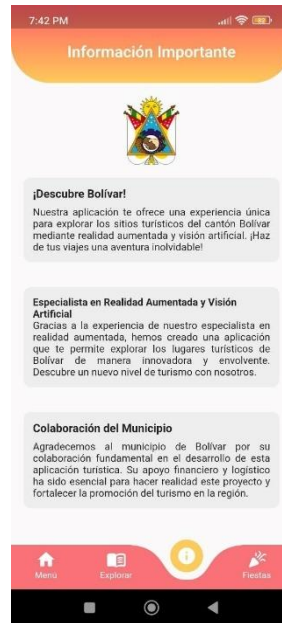 7:42 PM
Información Importante
¡Descubre Bolívar!
Nuestra aplicación te ofrece una experiencia única
para explorar los sitios turísticos del cantón Bolívar
mediante realidad aumentada y visión artificial. ¡Haz
de tus viajes una aventura inolvidable!
Especialista en Realidad Aumentada y Visión
Artificial
Gracias a la experiencia de nuestro especialista en
realidad aumentada, hemos creado una aplicación
que te permite explorar los lugares turísticos de
Bolívar de manera innovadora y envolvente.
Descubre un nuevo nivel de turismo con nosotros.
Colaboración del Municipio
Agradecemos al municipio de Bolívar por su
colaboración fundamental en el desarrollo de esta
aplicación turística. Su apoyo financiero y logístico
ha sido esencial para hacer realidad este proyecto y
fortalecer la promoción del turismo en la región.
Menú Explorar Fiestas